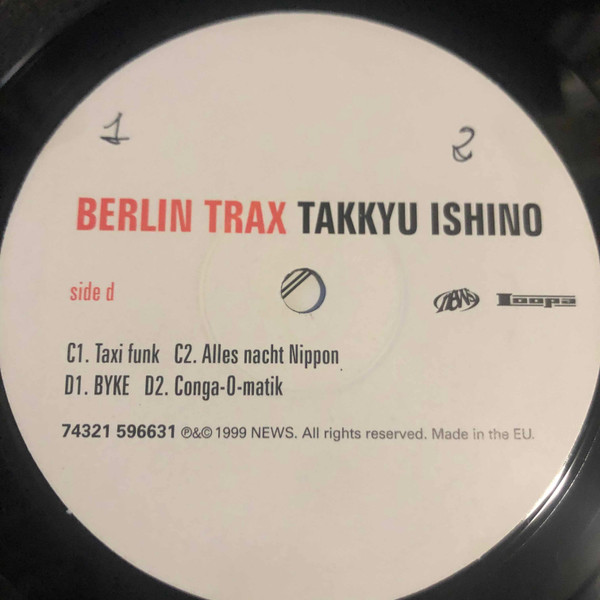 1 2
BERLIN TRAX TAKKYU ISHINO
side d NEWS Loopa
C1. Taxi funk C2. Alles nacht Nippon
D1. BYKE D2. Conga-O-matik
74321 596631 ℗&© 1999 NEWS. All rights reserved. Made in the EU.